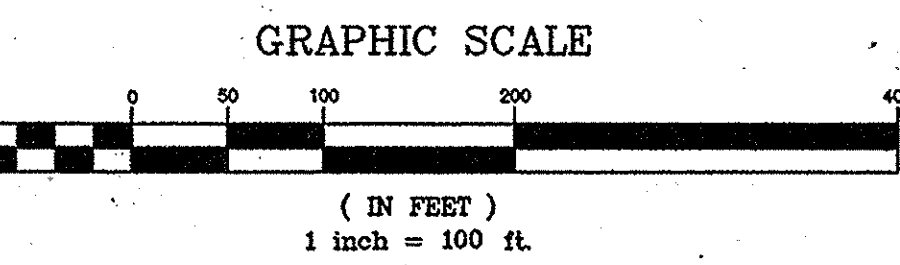 GRAPHIC SCALE
0 50 100 200 40
( IN FEET )
1 inch = 100 ft.